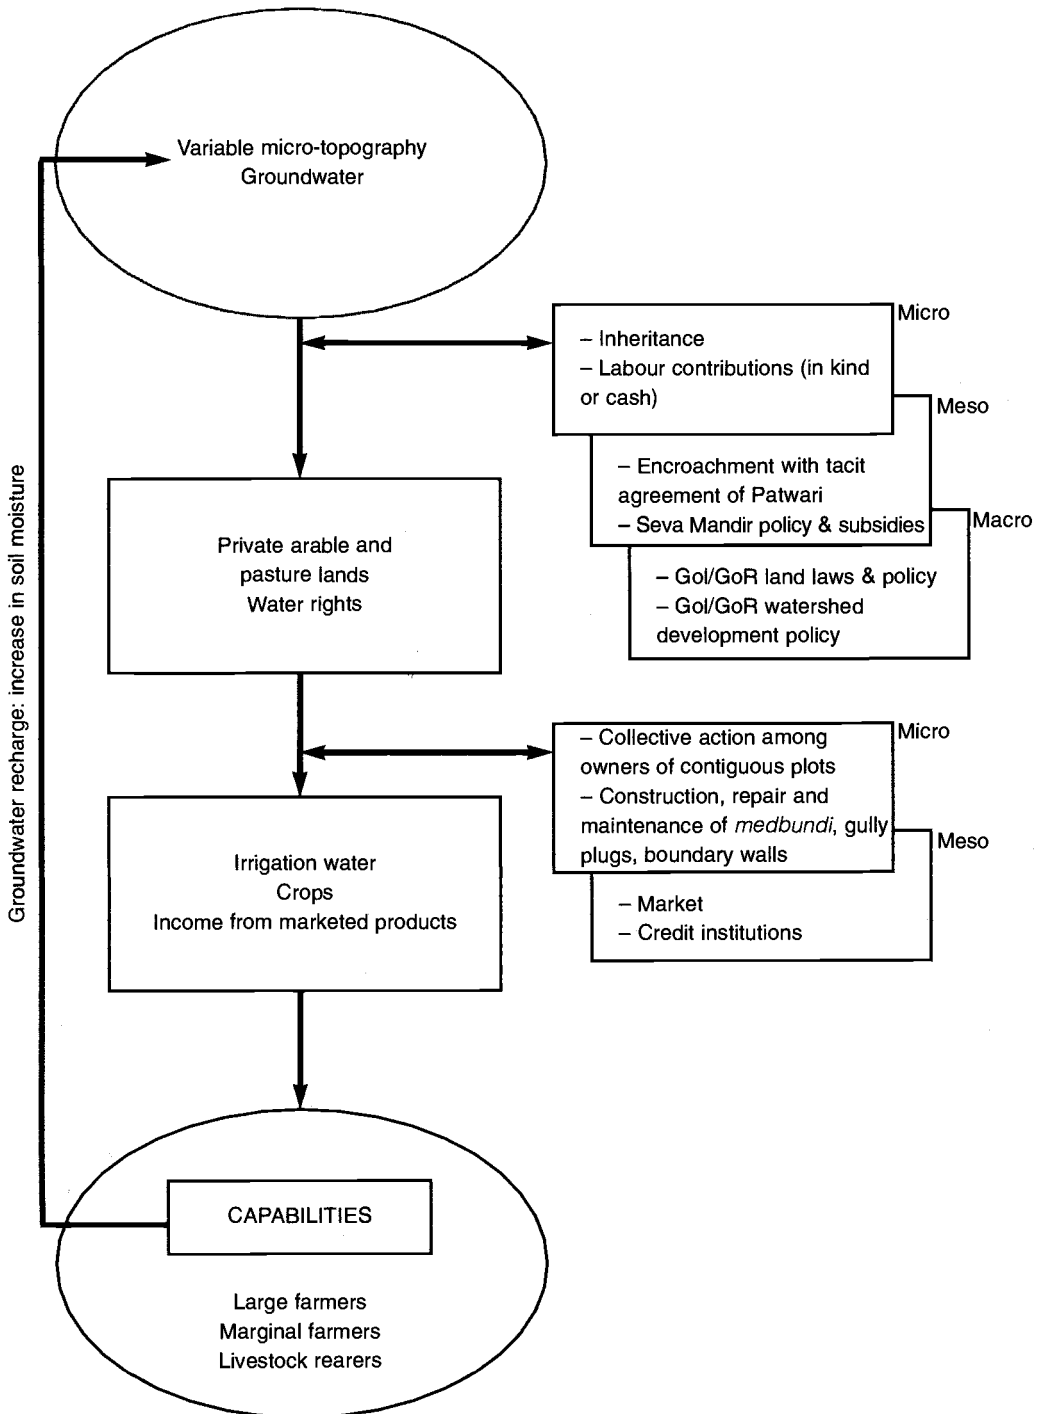 Variable micro-topography
Groundwater
Micro
– Inheritance
– Labour contributions (in kind
or cash)
Meso
– Encroachment with tacit
agreement of Patwari
– Seva Mandir policy & subsidies
Macro
– GoI/GoR land laws & policy
– GoI/GoR watershed
development policy
Private arable and
pasture lands
Water rights
Groundwater recharge: increase in soil moisture
Micro
– Collective action among
owners of contiguous plots
– Construction, repair and
maintenance of medbundi, gully
plugs, boundary walls
Meso
– Market
– Credit institutions
Irrigation water
Crops
Income from marketed products
CAPABILITIES
Large farmers
Marginal farmers
Livestock rearers